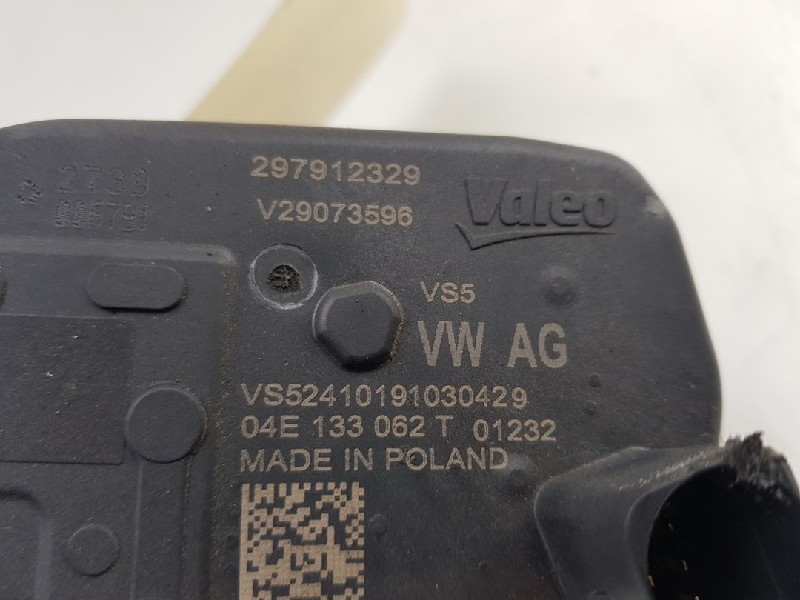 297912329
V29073596
Valeo
VS5
VW AG
VS52410191030429
04E 133 062 T 01232
MADE IN POLAND